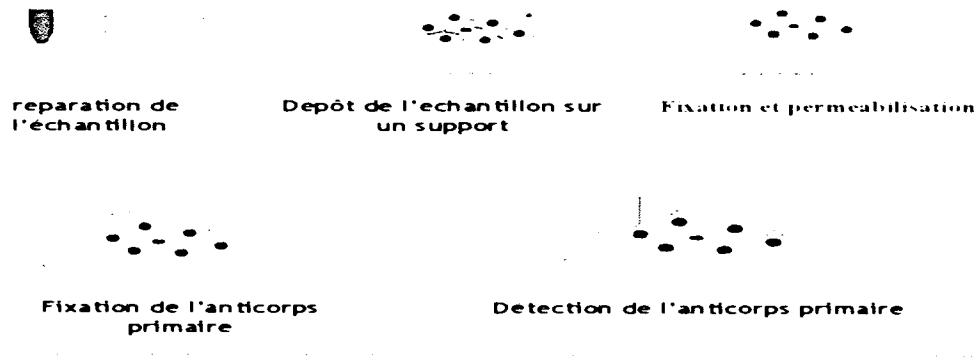 reparation de
l'échantillon
Depôt de l'echantillon sur
un support
Fixation et permeabilisation
Fixation de l'anticorps
primaire
Détection de l'anticorps primaire